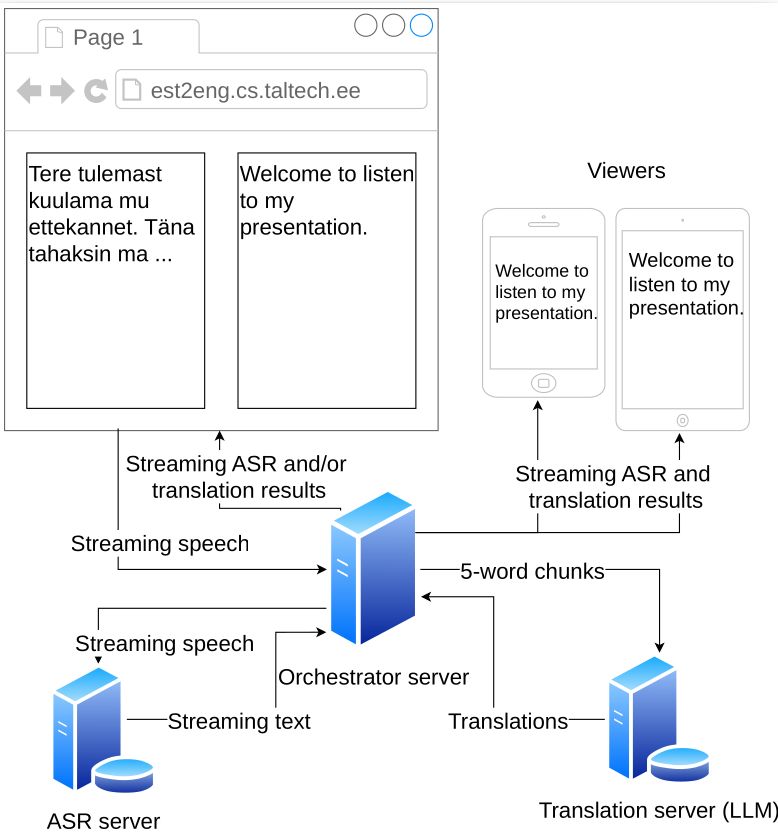 Page 1
est2eng.cs.taltech.ee
Tere tulemast
kuulama mu
ettekannet. Täna
tahaksin ma ...
Welcome to listen
to my
presentation.
Viewers
Welcome to
listen to my
presentation.
Welcome to
listen to my
presentation.
Streaming ASR and/or
translation results
Streaming ASR and
translation results
Streaming speech
5-word chunks
Streaming speech
Orchestrator server
Streaming text
Translations
ASR server
Translation server (LLM)